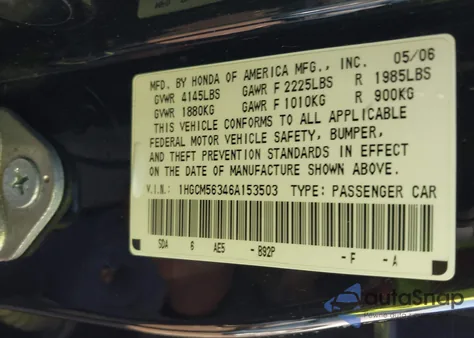 MFD. BY HONDA OF AMERICA MFG., INC. 05/06
GVWR 4145LBS GAWR F 2225LBS R 1985LBS
GVWR 1880KG GAWR F 1010KG R 900KG
THIS VEHICLE CONFORMS TO ALL APPLICABLE
FEDERAL MOTOR VEHICLE SAFETY, BUMPER,
AND THEFT PREVENTION STANDARDS IN EFFECT
ON THE DATE OF MANUFACTURE SHOWN ABOVE.
V.I.N.: 1HGCM56346A153503 TYPE: PASSENGER CAR
SDA 6 AE5 - B92P - F - A
autoSnap